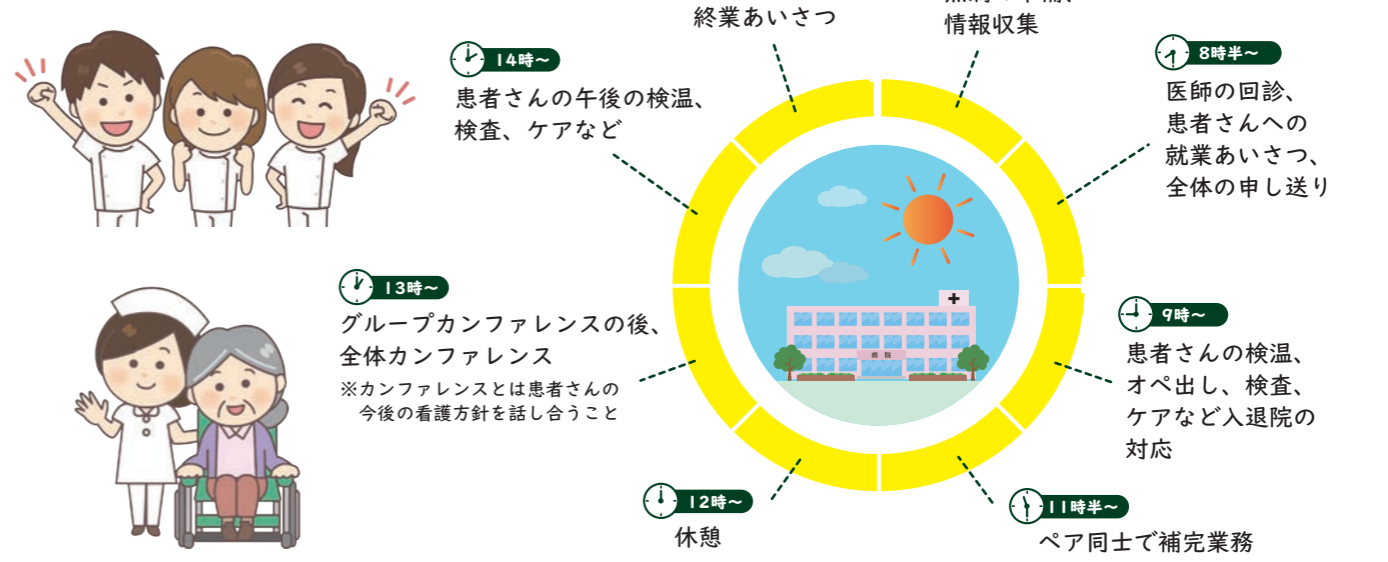 終業あいさつ
情報収集
8時半～
医師の回診、
患者さんへの
就業あいさつ、
全体の申し送り
9時～
患者さんの検温、
オペ出し、検査、
ケアなど入退院の
対応
11時半～
ペア同士で補完業務
12時～
休憩
13時～
グループカンファレンスの後、
全体カンファレンス
※カンファレンスとは患者さんの
今後の看護方針を話し合うこと
14時～
患者さんの午後の検温、
検査、ケアなど
病院